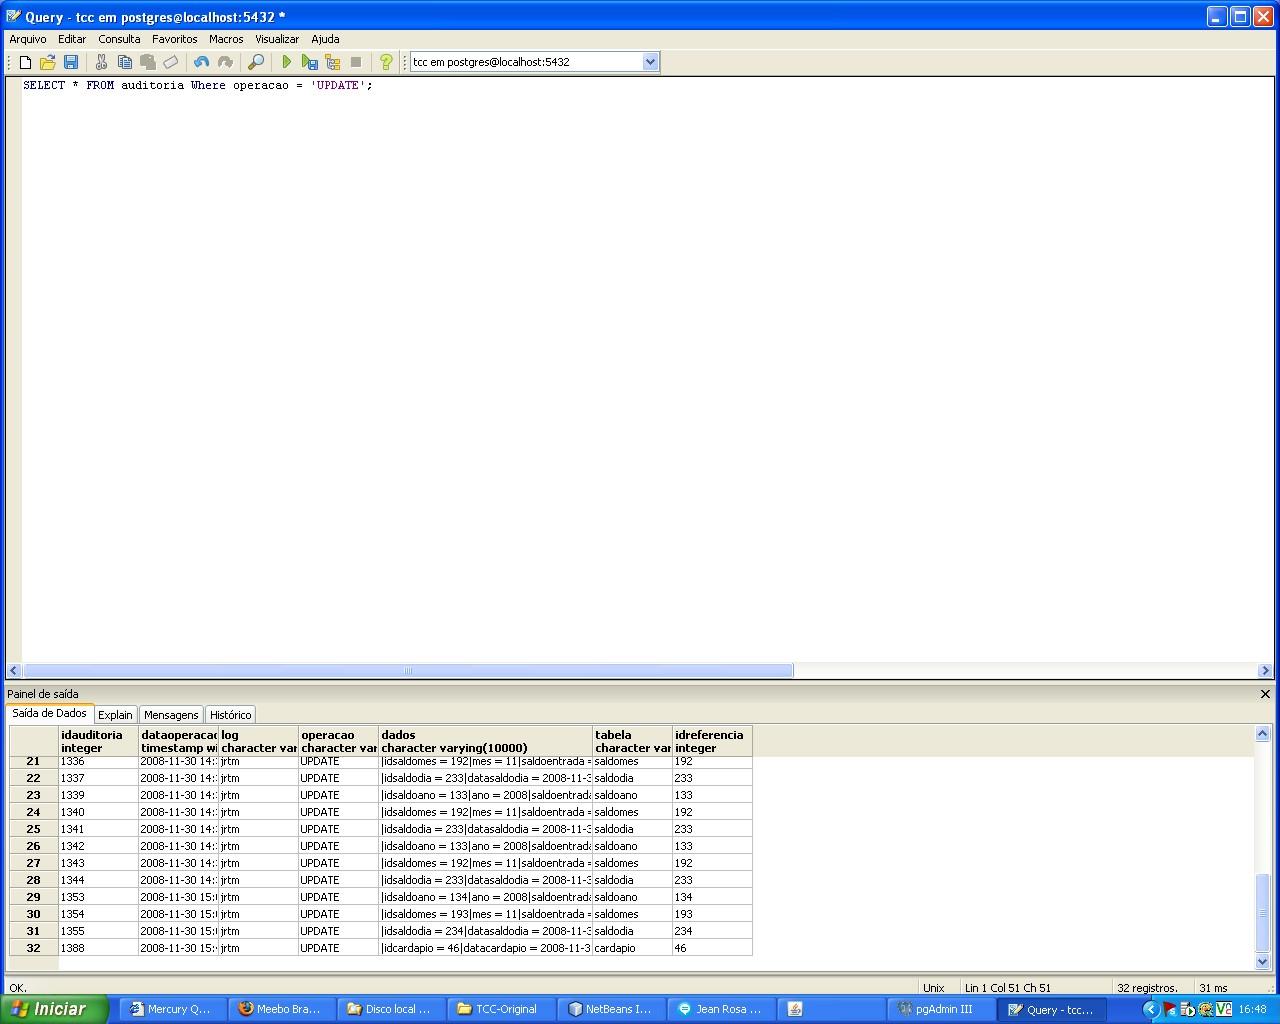 Query - tcc em postgres@localhost:5432 *
Arquivo Editar Consulta Favoritos Macros Visualizar Ajuda
tcc em postgres@localhost:5432
SELECT * FROM auditoria Where operacao = 'UPDATE';
Painel de saída
Saída de Dados Explain Mensagens Histórico
idauditoria dataoperacac log operacao dados tabela idreferencia
integer timestamp wi character var character var character varying(10000) character var integer
21 1336 2008-11-30 14: jrtm UPDATE |idsaldomes = 192|mes = 11|saldoentrada = saldomes 192
22 1337 2008-11-30 14: jrtm UPDATE |idsaldodia = 233|datasaldodia = 2008-11-3 saldodia 233
23 1339 2008-11-30 14: jrtm UPDATE |idsaldoano = 133|ano = 2008|saldoentrada saldoano 133
24 1340 2008-11-30 14: jrtm UPDATE |idsaldomes = 192|mes = 11|saldoentrada = saldomes 192
25 1341 2008-11-30 14: jrtm UPDATE |idsaldodia = 233|datasaldodia = 2008-11-3 saldodia 233
26 1342 2008-11-30 14: jrtm UPDATE |idsaldoano = 133|ano = 2008|saldoentrada saldoano 133
27 1343 2008-11-30 14: jrtm UPDATE |idsaldomes = 192|mes = 11|saldoentrada = saldomes 192
28 1344 2008-11-30 14: jrtm UPDATE |idsaldodia = 233|datasaldodia = 2008-11-3 saldodia 233
29 1353 2008-11-30 15: jrtm UPDATE |idsaldoano = 134|ano = 2008|saldoentrada saldoano 134
30 1354 2008-11-30 15: jrtm UPDATE |idsaldomes = 193|mes = 11|saldoentrada = saldomes 193
31 1355 2008-11-30 15: jrtm UPDATE |idsaldodia = 234|datasaldodia = 2008-11-3 saldodia 234
32 1388 2008-11-30 15: jrtm UPDATE |idcardapio = 46|datacardapio = 2008-11-3 cardapio 46
OK. Unix Lin 1 Col 51 Ch 51 32 registros. 31 ms
Iniciar Mercury Q... Meebo Bra... Disco local ... TCC-Original NetBeans I... Jean Rosa ... pgAdmin III Query - tcc... 16:48